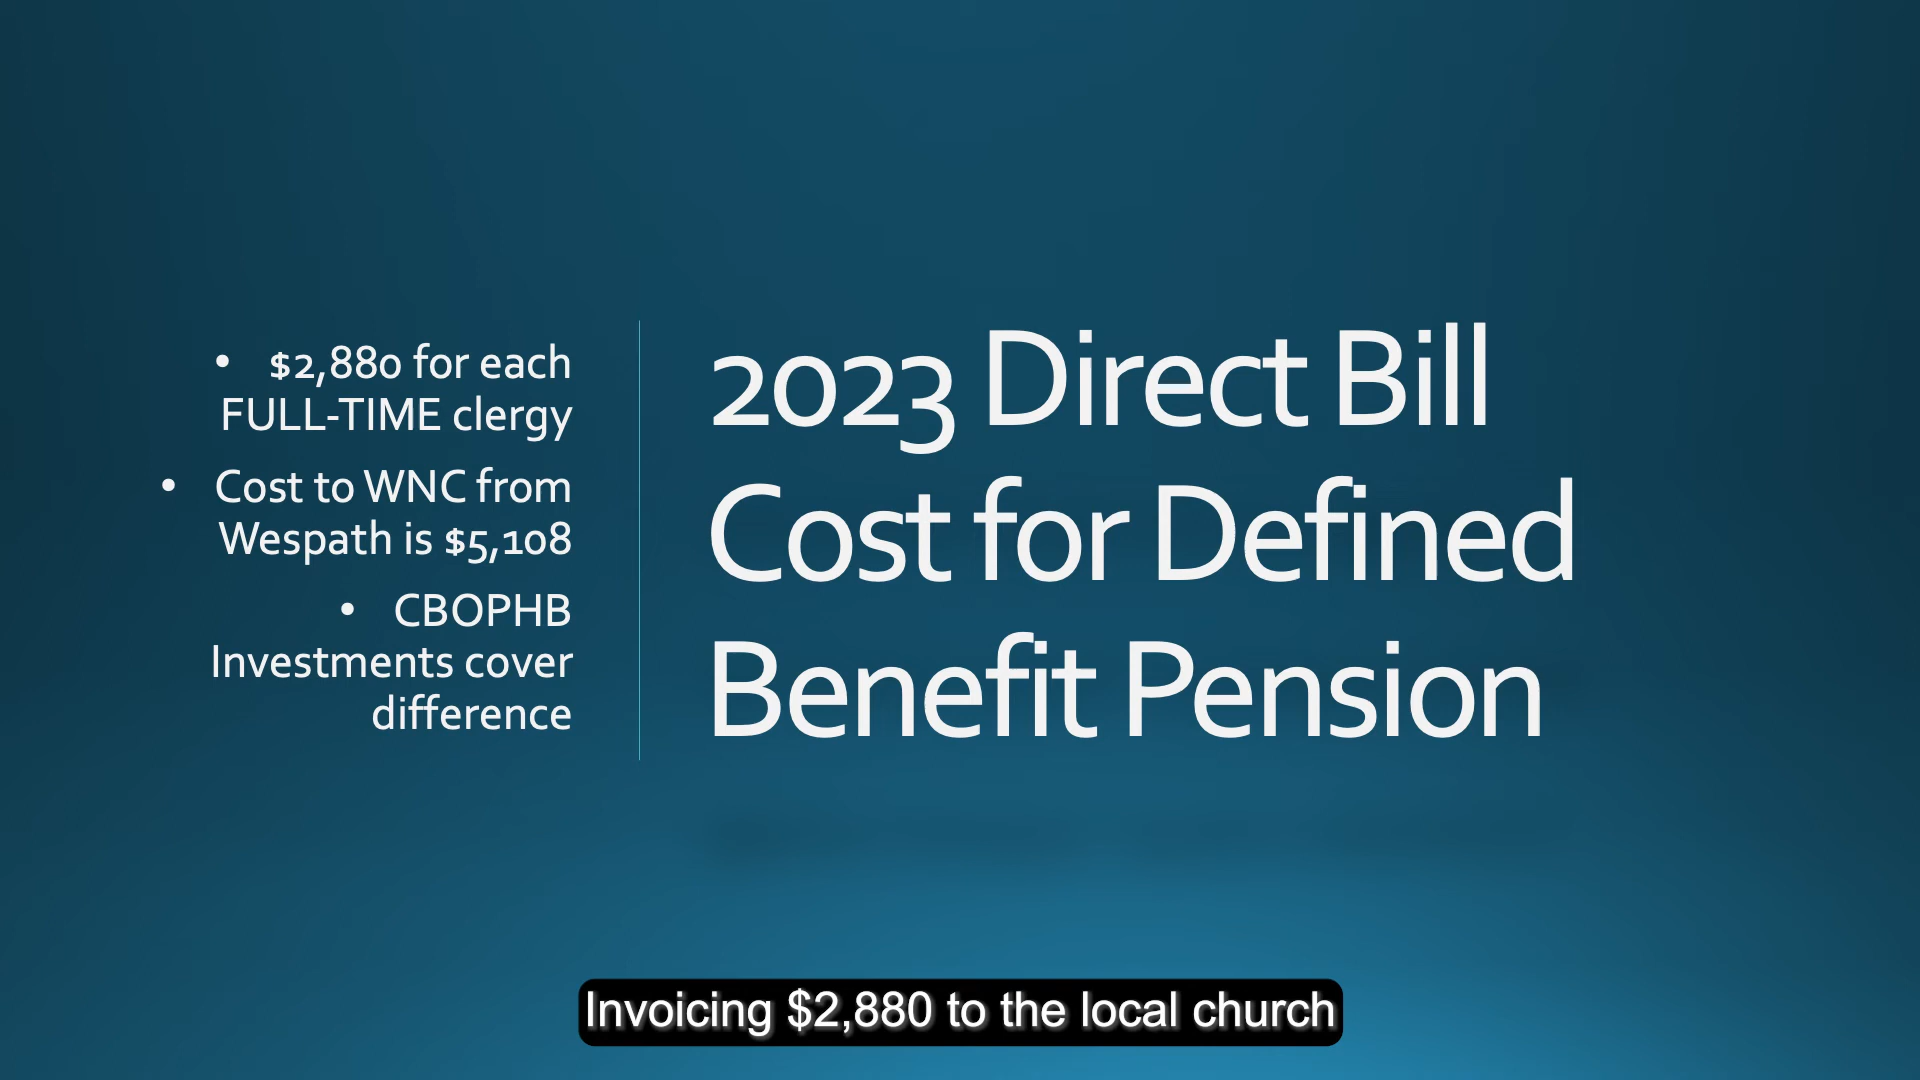 • $2,880 for each
FULL-TIME clergy
• Cost to WNC from
Wespath is $5,108
• CBOPHB
Investments cover
difference
2023 Direct Bill
Cost for Defined
Benefit Pension
Invoicing $2,880 to the local church